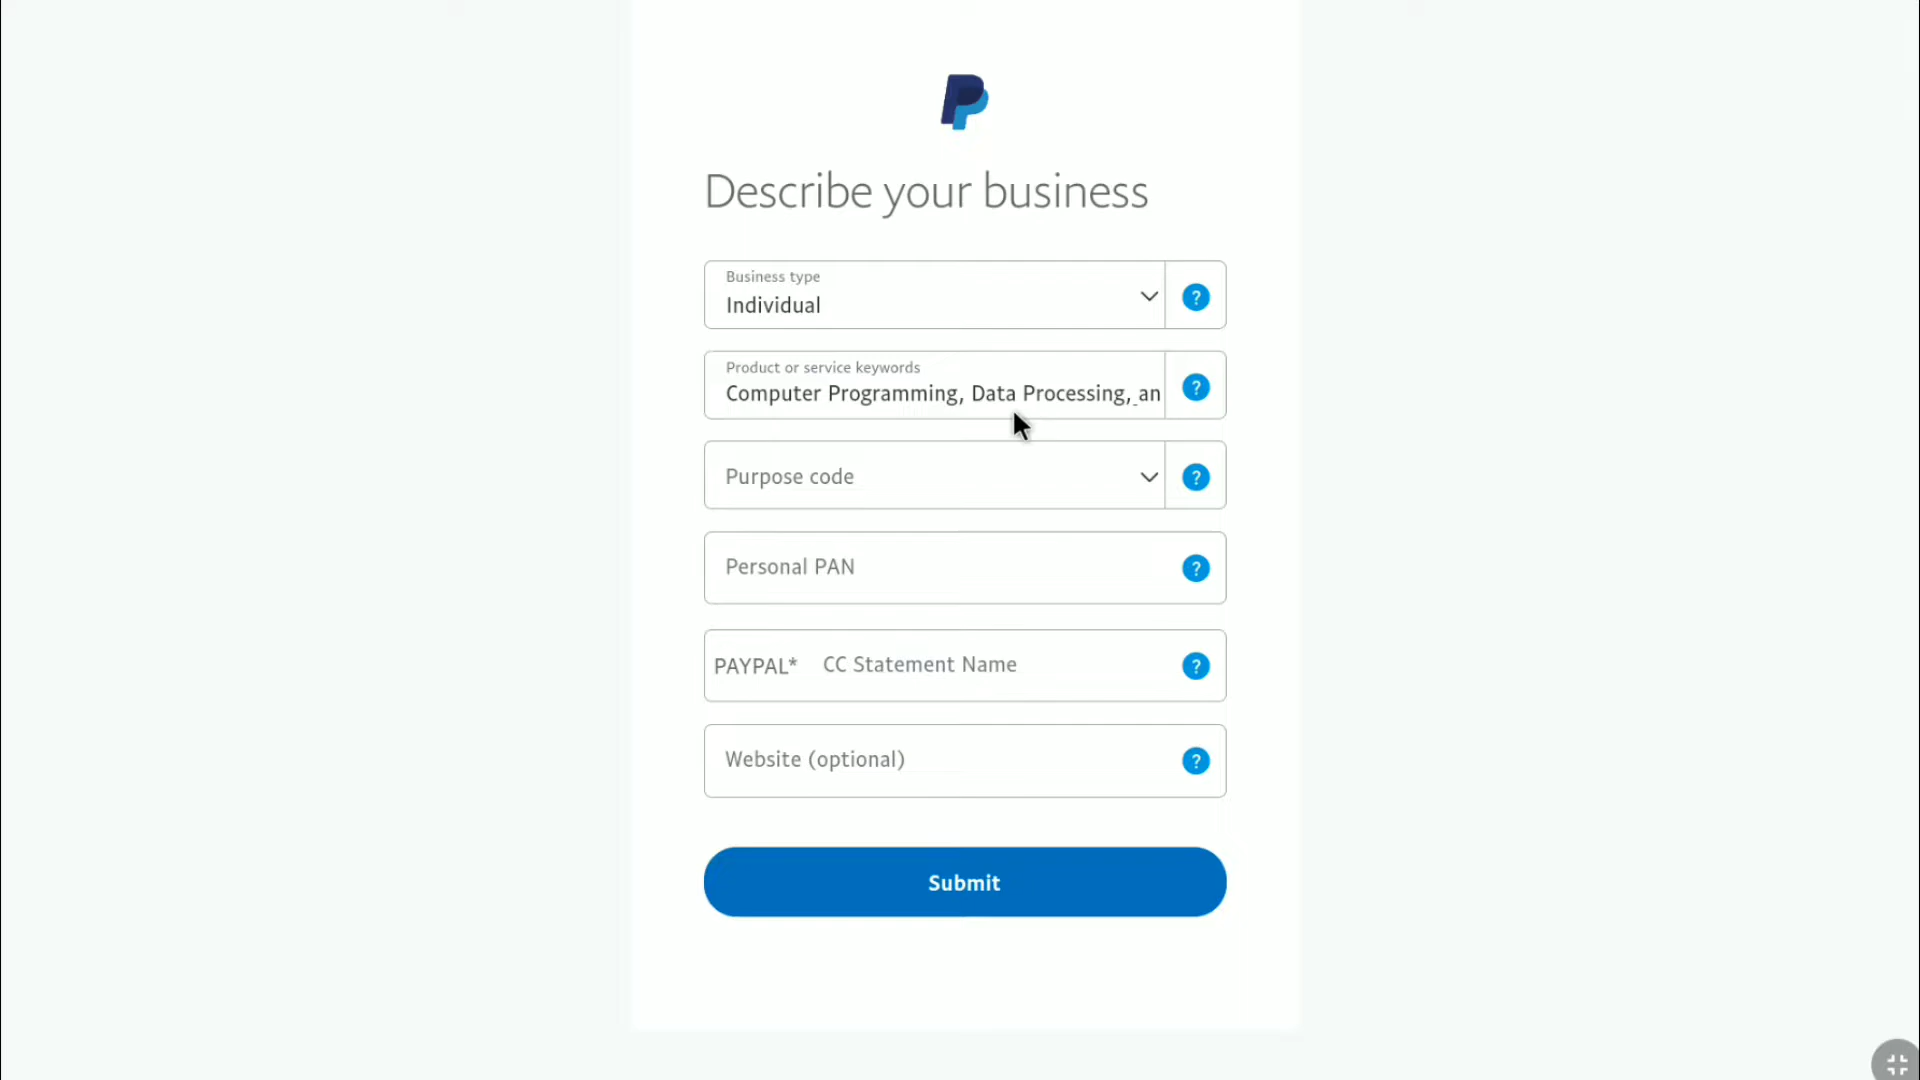 Describe your business
Business type
Individual
?
Product or service keywords
Computer Programming, Data Processing, an
?
Purpose code
?
Personal PAN
?
PAYPAL* CC Statement Name
?
Website (optional)
?
Submit